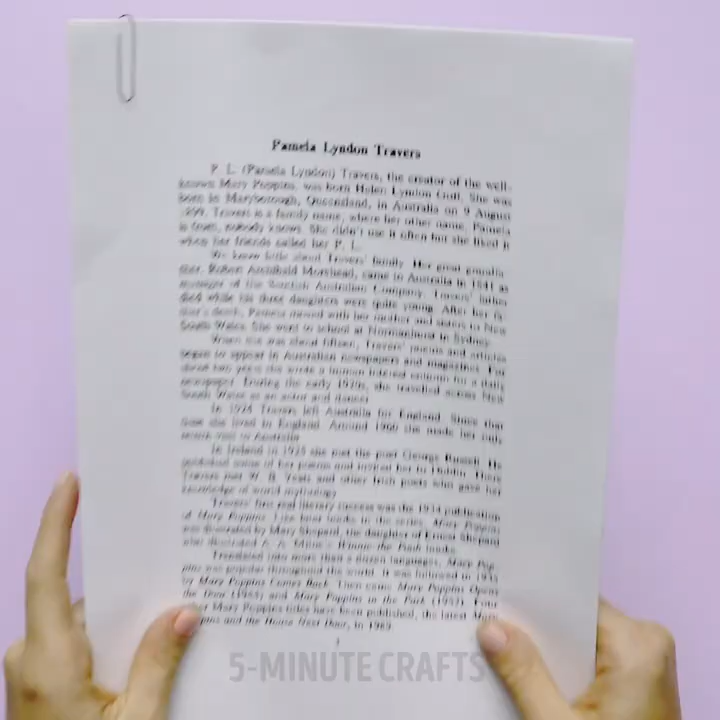 Pamela Lyndon Travers
P. L. (Pamela Lyndon) Travers, the creator of the well-
known Mary Poppins, was born Helen Lyndon Goff. She was
born in Maryborough, Queensland, in Australia on 9 August
1899. Travers is a family name, where her other name, Pamela
is from, nobody knows. She didn't use it often but she liked it
when her friends called her P. L.
We know little about Travers' family. Her great grandfa-
ther, Robert Archibald Morehead, came to Australia in 1841 as
manager of the Scottish Australian Company. Travers' father
died while his three daughters were quite young. After her fa-
ther's death, Pamela moved with her mother and sisters to New
South Wales. She went to school at Normanhurst in Sydney.
When she was about fifteen, Travers' poems and articles
began to appear in Australian newspapers and magazines. For
about two years she wrote a human interest column for a daily
newspaper. During the early 1920s, she travelled across New
South Wales as an actor and dancer.
In 1924 Travers left Australia for England. Since that
time she lived in England. Around 1960 she made her only
return visit to Australia.
In Ireland in 1925 she met the poet George Russell. He
published some of her poems and invited her to Dublin. There
Travers met W. B. Yeats and other Irish poets who gave her
knowledge of world mythology.
Travers' first real literary success was the 1934 publication
of Mary Poppins. Like most books in the series, Mary Poppins
was illustrated by Mary Shepard, the daughter of Ernest Shepard
who illustrated A. A. Milne's Winnie-the-Pooh books.
Translated into more than a dozen languages, Mary Pop-
pins was popular throughout the world. It was followed in 1935
by Mary Poppins Comes Back. Then came Mary Poppins Opens
the Door (1944) and Mary Poppins in the Park (1952). Four
other Mary Poppins titles have been published, the latest Mary
Poppins and the House Next Door, in 1989.
5-MINUTE CRAFTS